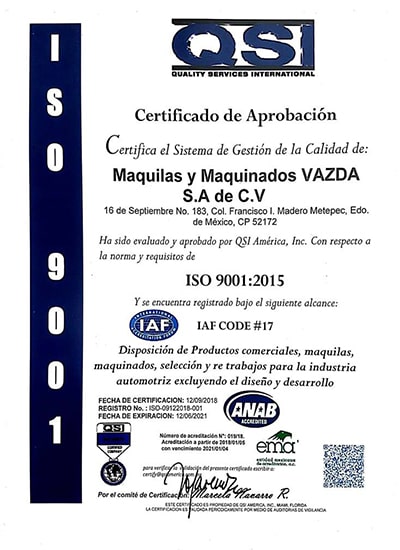 ISO 9001
QSI
QUALITY SERVICES INTERNATIONAL
Certificado de Aprobación
Certifica el Sistema de Gestión de la Calidad de:
Maquilas y Maquinados VAZDA
S.A de C.V
16 de Septiembre No. 183, Col. Francisco I. Madero Metepec, Edo.
de México, CP 52172
Ha sido evaluado y aprobado por QSI América, Inc. Con respecto a
la norma y requisitos de
ISO 9001:2015
Y se encuentra registrado bajo el siguiente alcance:
INTERNATIONAL
IAF
IAF CODE #17
Disposición de Productos comerciales, maquilas,
maquinados, selección y re trabajos para la industria
automotriz excluyendo el diseño y desarrollo
FECHA DE CERTIFICACION: 12/09/2018
REGISTRO No. : ISO-09122018-001
FECHA DE EXPIRACION: 12/06/2021
ANAB
ACCREDITED
QSI
CERTIFIED
COMPANY
Número de acreditación N°: 019/18.
Acreditación a partir de 2018/01/05
con vencimiento 2021/01/04
ema
entidad mexicana
de acreditación, a.c.
para verificar la validación del presente certificado escribir a:
Por el comité de Certificación.
Marcela Navarro R.
ESTE CERTIFICADO ES PROPIEDAD DE QSI AMERICA, INC., MIAMI, FLORIDA
LA CERTIFICACION ES VALIDADA PERIODICAMENTE POR MEDIO DE AUDITORIAS DE VIGILANCIA